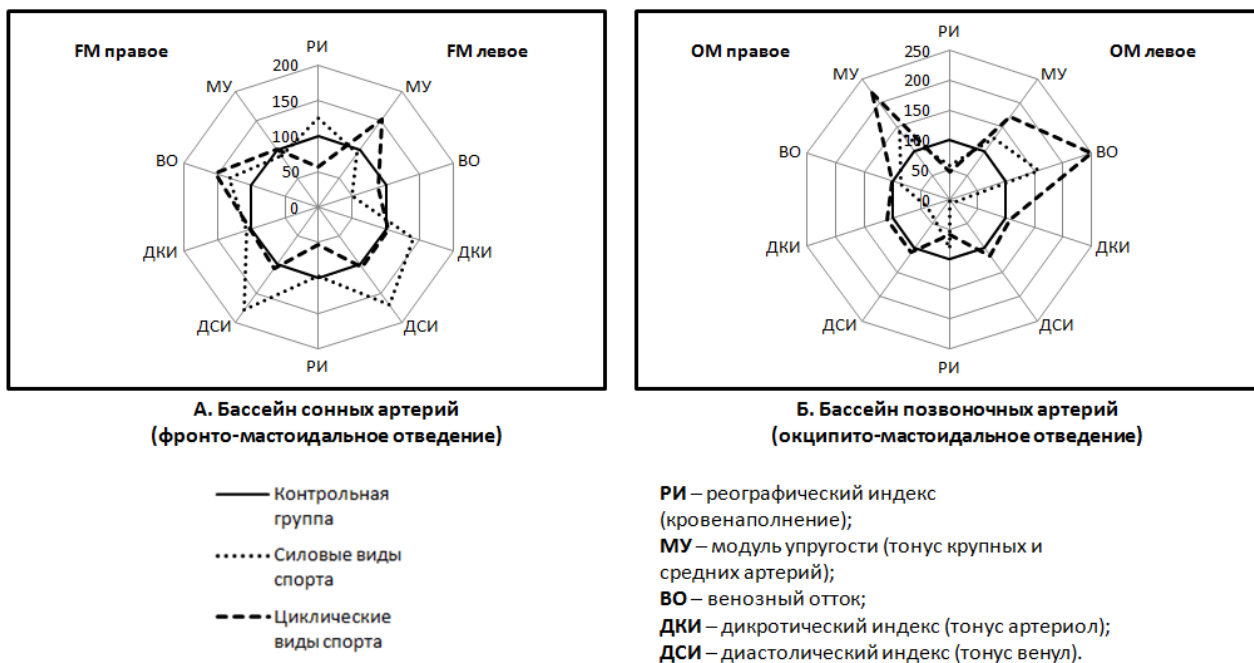 FM правое
FM левое
РИ
200
МУ
МУ
150
100
ВО
ВО
50
0
ДКИ
ДКИ
ДСИ
ДСИ
РИ
А. Бассейн сонных артерий
(фронто-мастоидальное отведение)
ОМ правое
ОМ левое
РИ
250
МУ
МУ
200
150
ВО
ВО
100
50
0
ДКИ
ДКИ
ДСИ
ДСИ
РИ
Б. Бассейн позвоночных артерий
(окципито-мастоидальное отведение)
Контрольная
группа
Силовые виды
спорта
Циклические
виды спорта
РИ – реографический индекс
(кровенаполнение);
МУ – модуль упругости (тонус крупных и
средних артерий);
ВО – венозный отток;
ДКИ – дикротический индекс (тонус артериол);
ДСИ – диастолический индекс (тонус венул).